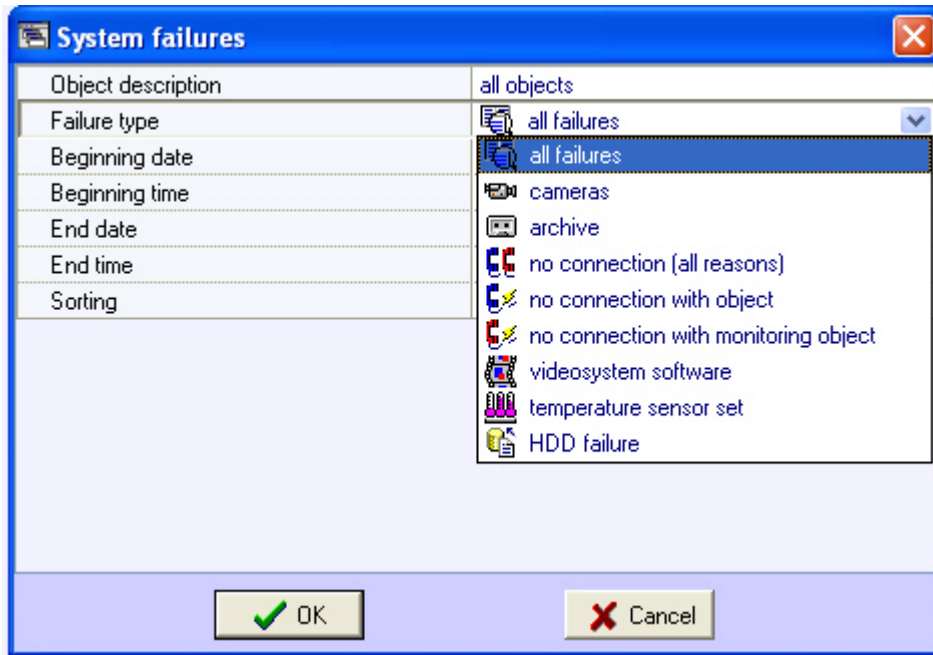 System failures
Object description all objects
Failure type all failures
Beginning date all failures
Beginning time cameras
End date archive
End time no connection (all reasons)
Sorting no connection with object
no connection with monitoring object
videosystem software
temperature sensor set
HDD failure
OK Cancel